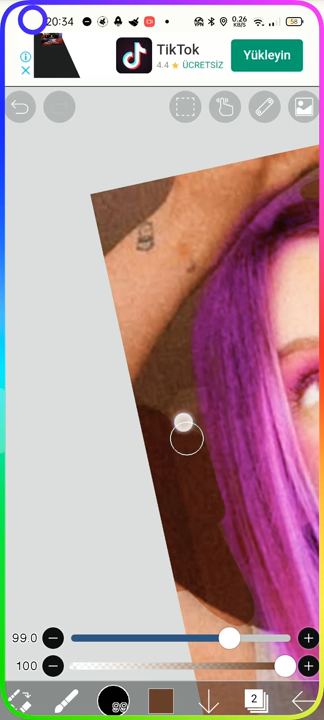 20:34
0.26
KB/S
58
TikTok
4.4 ★ ÜCRETSİZ
Yükleyin
99.0
100
99
2